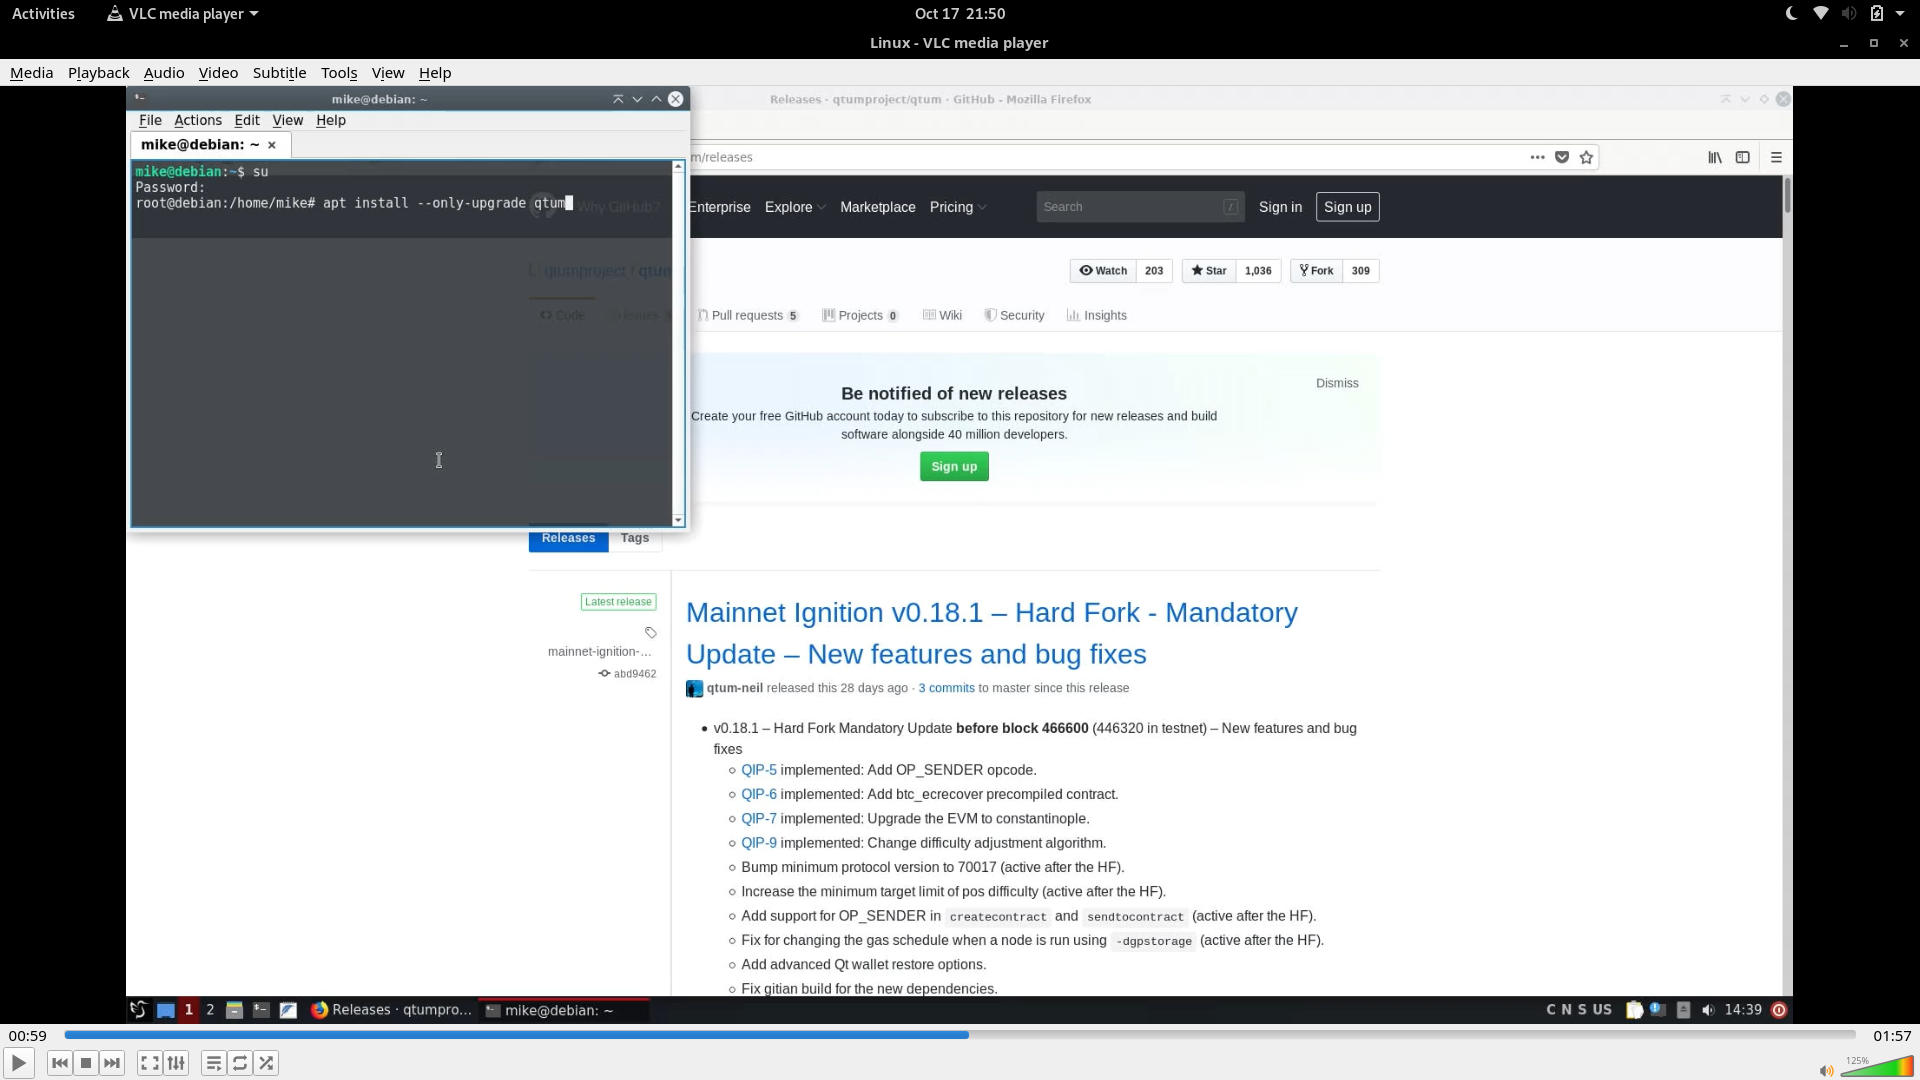 Activities VLC media player Oct 17 21:50
Linux - VLC media player
Media Playback Audio Video Subtitle Tools View Help
mike@debian: ~ Releases · qtumproject/qtum · GitHub - Mozilla Firefox
File Actions Edit View Help
mike@debian: ~ ×
m/releases
mike@debian:~$ su
Password:
root@debian:/home/mike# apt install --only-upgrade qtum
Why GitHub? Enterprise Explore Marketplace Pricing Search / Sign in Sign up
qtumproject / qtum Watch 203 Star 1,036 Fork 309
Code Issues Pull requests 5 Projects 0 Wiki Security Insights
Be notified of new releases Dismiss
Create your free GitHub account today to subscribe to this repository for new releases and build
software alongside 40 million developers.
Sign up
Releases Tags
Latest release
mainnet-ignition-...
abd9462
Mainnet Ignition v0.18.1 – Hard Fork - Mandatory
Update – New features and bug fixes
qtum-neil released this 28 days ago · 3 commits to master since this release
• v0.18.1 – Hard Fork Mandatory Update before block 466600 (446320 in testnet) – New features and bug
fixes
QIP-5 implemented: Add OP_SENDER opcode.
QIP-6 implemented: Add btc_ecrecover precompiled contract.
QIP-7 implemented: Upgrade the EVM to constantinople.
QIP-9 implemented: Change difficulty adjustment algorithm.
Bump minimum protocol version to 70017 (active after the HF).
Increase the minimum target limit of pos difficulty (active after the HF).
Add support for OP_SENDER in createcontract and sendtocontract (active after the HF).
Fix for changing the gas schedule when a node is run using -dgpstorage (active after the HF).
Add advanced Qt wallet restore options.
Fix gitian build for the new dependencies.
1 2 Releases · qtumpro... mike@debian: ~ C N S US 14:39
00:59 01:57
125%